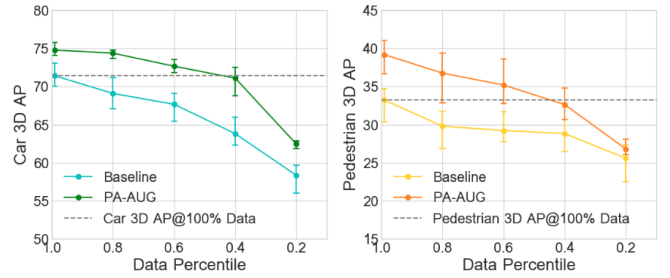 80
75
70
65
60
55
50
Car 3D AP
Baseline
PA-AUG
Car 3D AP@100% Data
1.0 0.8 0.6 0.4 0.2
Data Percentile
45
40
35
30
25
20
15
Pedestrian 3D AP
Baseline
PA-AUG
Pedestrian 3D AP@100% Data
1.0 0.8 0.6 0.4 0.2
Data Percentile